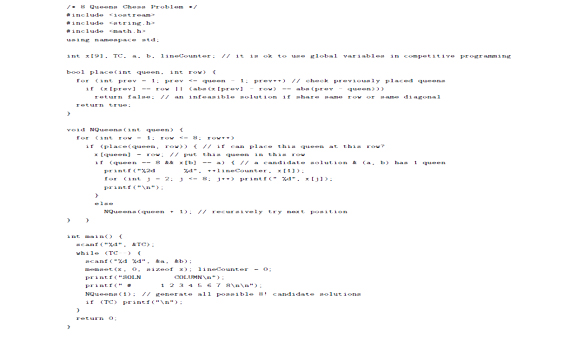 /* 8 Queens Chess Problem */
#include <iostream>
#include <string.h>
#include <math.h>
using namespace std;
int x[9], TC, a, b, lineCounter; // it is ok to use global variables in competitive programming
bool place(int queen, int row) {
for (int prev = 1; prev <= queen - 1; prev++) // check previously placed queens
if (x[prev] == row || (abs(x[prev] - row) == abs(prev - queen)))
return false; // an infeasible solution if share same row or same diagonal
return true;
}
void NQueens(int queen) {
for (int row = 1; row <= 8; row++)
if (place(queen, row)) { // if can place this queen at this row?
x[queen] = row; // put this queen in this row
if (queen == 8 && x[b] == a) { // a candidate solution & (a, b) has 1 queen
printf("%2d %d", ++lineCounter, x[1]);
for (int j = 2; j <= 8; j++) printf(" %d", x[j]);
printf("\n");
}
else
NQueens(queen + 1); // recursively try next position
} }
int main() {
scanf("%d", &TC);
while (TC ) {
scanf("%d %d", &a, &b);
memset(x, 0, sizeof x); lineCounter = 0;
printf("SOLN COLUMN\n");
printf(" # 1 2 3 4 5 6 7 8\n\n");
NQueens(1); // generate all possible 8! candidate solutions
if (TC) printf("\n");
}
return 0;
}